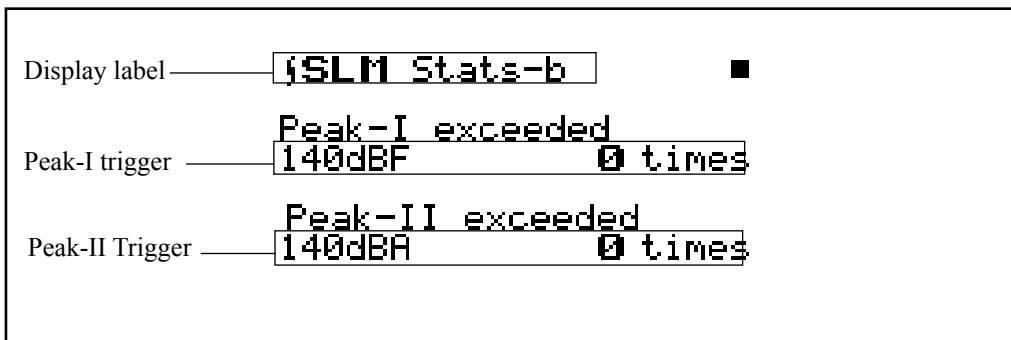 Display label
∫SLM Stats-b
Peak-I exceeded
Peak-I trigger
140dBF 0 times
Peak-II exceeded
Peak-II Trigger
140dBA 0 times